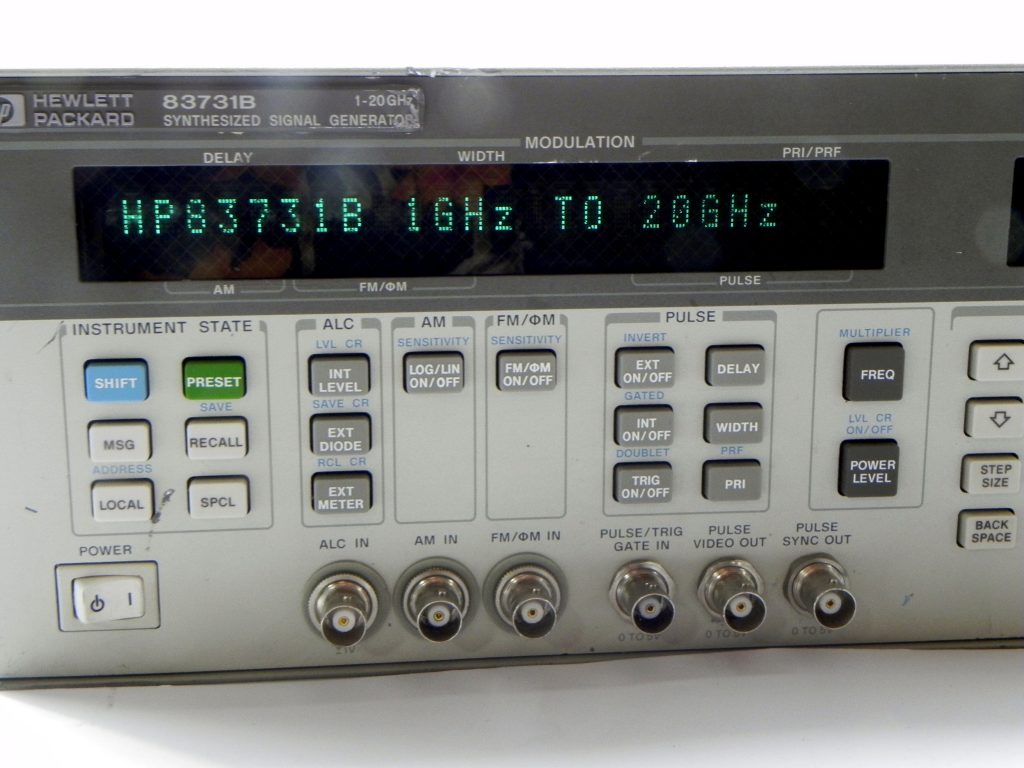 hp HEWLETT PACKARD 83731B 1-20GHz
SYNTHESIZED SIGNAL GENERATOR
MODULATION
DELAY WIDTH PRI/PRF
HP83731B 1GHz TO 20GHz
AM FM/ΦM PULSE
INSTRUMENT STATE
SHIFT PRESET
SAVE
MSG RECALL
ADDRESS
LOCAL SPCL
POWER
ALC
LVL CR
INT LEVEL
SAVE CR
EXT DIODE
RCL CR
EXT METER
AM
SENSITIVITY
LOG/LIN ON/OFF
FM/ΦM
SENSITIVITY
FM/ΦM ON/OFF
PULSE
INVERT
EXT ON/OFF DELAY
GATED
INT ON/OFF WIDTH
DOUBLET PRF
TRIG ON/OFF PRI
MULTIPLIER
FREQ
LVL CR
ON/OFF
POWER LEVEL
STEP SIZE
BACK SPACE
ALC IN
AM IN
FM/ΦM IN
PULSE/TRIG
GATE IN
PULSE
VIDEO OUT
PULSE
SYNC OUT